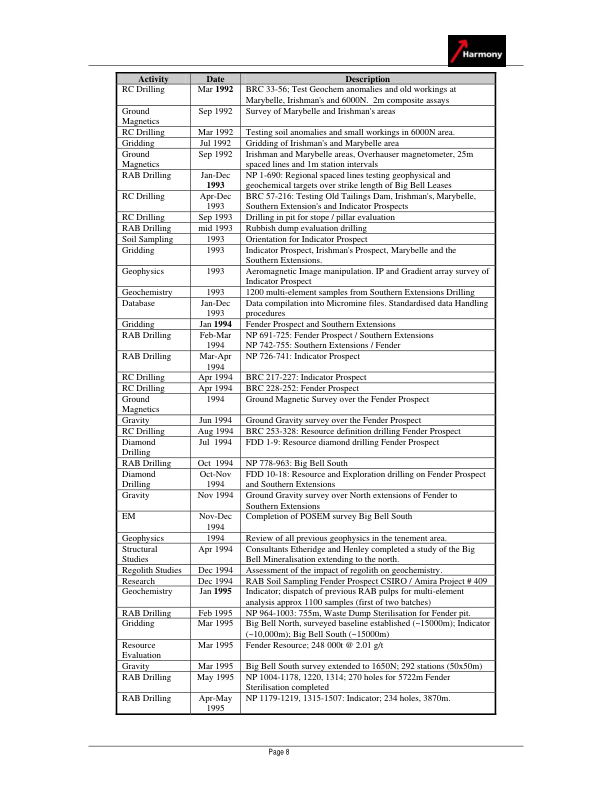 Harmony
Activity Date Description
RC Drilling Mar 1992 BRC 33-56; Test Geochem anomalies and old workings at
Marybelle, Irishman's and 6000N. 2m composite assays
Ground Sep 1992 Survey of Marybelle and Irishman's areas
Magnetics
RC Drilling Mar 1992 Testing soil anomalies and small workings in 6000N area.
Gridding Jul 1992 Gridding of Irishman's and Marybelle area
Ground Sep 1992 Irishman and Marybelle areas, Overhauser magnetometer, 25m
Magnetics spaced lines and 1m station intervals
RAB Drilling Jan-Dec NP 1-690: Regional spaced lines testing geophysical and
1993 geochemical targets over strike length of Big Bell Leases
RC Drilling Apr-Dec BRC 57-216: Testing Old Tailings Dam, Irishman's, Marybelle,
1993 Southern Extension's and Indicator Prospects
RC Drilling Sep 1993 Drilling in pit for stope / pillar evaluation
RAB Drilling mid 1993 Rubbish dump evaluation drilling
Soil Sampling 1993 Orientation for Indicator Prospect
Gridding 1993 Indicator Prospect, Irishman's Prospect, Marybelle and the
Southern Extensions.
Geophysics 1993 Aeromagnetic Image manipulation. IP and Gradient array survey of
Indicator Prospect
Geochemistry 1993 1200 multi-element samples from Southern Extensions Drilling
Database Jan-Dec Data compilation into Micromine files. Standardised data Handling
1993 procedures
Gridding Jan 1994 Fender Prospect and Southern Extensions
RAB Drilling Feb-Mar NP 691-725: Fender Prospect / Southern Extensions
1994 NP 742-755: Southern Extensions / Fender
RAB Drilling Mar-Apr NP 726-741: Indicator Prospect
1994
RC Drilling Apr 1994 BRC 217-227: Indicator Prospect
RC Drilling Apr 1994 BRC 228-252: Fender Prospect
Ground 1994 Ground Magnetic Survey over the Fender Prospect
Magnetics
Gravity Jun 1994 Ground Gravity survey over the Fender Prospect
RC Drilling Aug 1994 BRC 253-328: Resource definition drilling Fender Prospect
Diamond Jul 1994 FDD 1-9: Resource diamond drilling Fender Prospect
Drilling
RAB Drilling Oct 1994 NP 778-963: Big Bell South
Diamond Oct-Nov FDD 10-18: Resource and Exploration drilling on Fender Prospect
Drilling 1994 and Southern Extensions
Gravity Nov 1994 Ground Gravity survey over North extensions of Fender to
Southern Extensions
EM Nov-Dec Completion of POSEM survey Big Bell South
1994
Geophysics 1994 Review of all previous geophysics in the tenement area.
Structural Apr 1994 Consultants Etheridge and Henley completed a study of the Big
Studies Bell Mineralisation extending to the north.
Regolith Studies Dec 1994 Assessment of the impact of regolith on geochemistry.
Research Dec 1994 RAB Soil Sampling Fender Prospect CSIRO / Amira Project # 409
Geochemistry Jan 1995 Indicator; dispatch of previous RAB pulps for multi-element
analysis approx 1100 samples (first of two batches)
RAB Drilling Feb 1995 NP 964-1003: 755m, Waste Dump Sterilisation for Fender pit.
Gridding Mar 1995 Big Bell North, surveyed baseline established (~15000m); Indicator
(~10,000m); Big Bell South (~15000m)
Resource Mar 1995 Fender Resource; 248 000t @ 2.01 g/t
Evaluation
Gravity Mar 1995 Big Bell South survey extended to 1650N; 292 stations (50x50m)
RAB Drilling May 1995 NP 1004-1178, 1220, 1314; 270 holes for 5722m Fender
Sterilisation completed
RAB Drilling Apr-May NP 1179-1219, 1315-1507: Indicator; 234 holes, 3870m.
1995
Page 8